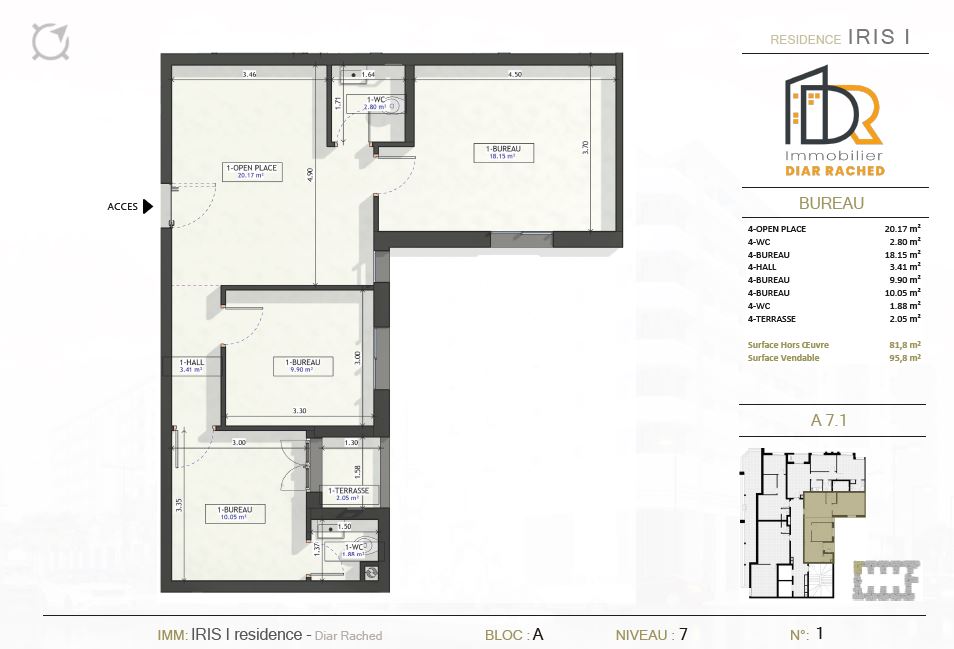 RESIDENCE IRIS I
DR
Immobilier
DIAR RACHED
BUREAU
4-OPEN PLACE 20.17 m²
4-WC 2.80 m²
4-BUREAU 18.15 m²
4-HALL 3.41 m²
4-BUREAU 9.90 m²
4-BUREAU 10.05 m²
4-WC 1.88 m²
4-TERRASSE 2.05 m²
Surface Hors Œuvre 81,8 m²
Surface Vendable 95,8 m²
A 7.1
3.46
1.64
4.50
1.71
1-WC
2.80 m²
1-BUREAU
18.15 m²
3.70
1-OPEN PLACE
20.17 m²
4.90
ACCES
1-HALL
3.41 m²
1-BUREAU
9.90 m²
3.00
3.30
3.00
1.30
1.58
1-TERRASSE
2.05 m²
3.35
1-BUREAU
10.05 m²
1.50
1.37
1-WC
1.88 m²
IMM: IRIS I residence - Diar Rached BLOC : A NIVEAU : 7 N°: 1